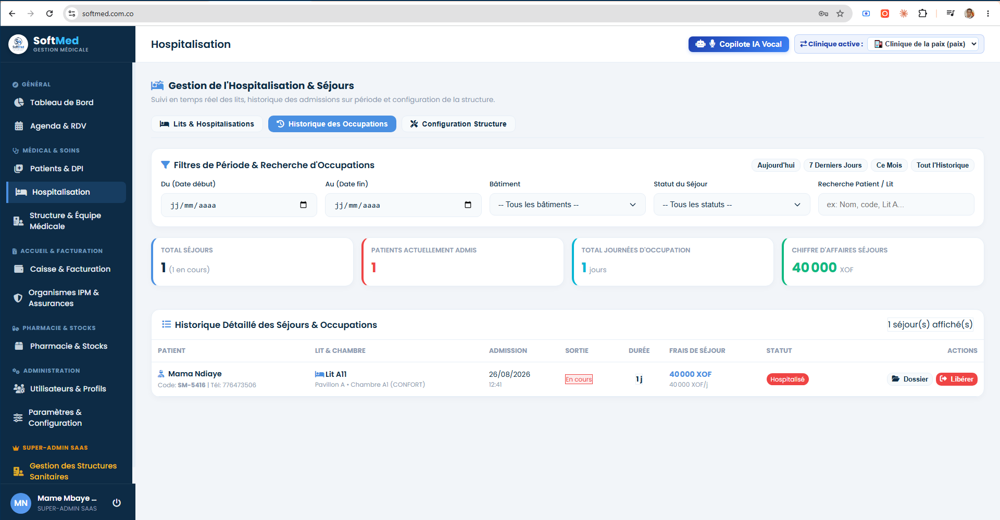 softmed.com.co
SoftMed
GESTION MÉDICALE
Hospitalisation
Copilote IA Vocal
Clinique active :
Clinique de la paix (paix)
GÉNÉRAL
Tableau de Bord
Agenda & RDV
MÉDICAL & SOINS
Patients & DPI
Hospitalisation
Structure & Équipe
Médicale
ACCUEIL & FACTURATION
Caisse & Facturation
Organismes IPM &
Assurances
PHARMACIE & STOCKS
Pharmacie & Stocks
ADMINISTRATION
Utilisateurs & Profils
Paramètres &
Configuration
SUPER-ADMIN SAAS
Gestion des Structures
Sanitaires
MN
Mame Mbaye ...
SUPER-ADMIN SAAS
Gestion de l'Hospitalisation & Séjours
Suivi en temps réel des lits, historique des admissions sur période et configuration de la structure.
Lits & Hospitalisations
Historique des Occupations
Configuration Structure
Filtres de Période & Recherche d'Occupations
Aujourd'hui
7 Derniers Jours
Ce Mois
Tout l'Historique
Du (Date début)
Au (Date fin)
Bâtiment
Statut du Séjour
Recherche Patient / Lit
jj/mm/aaaa
jj/mm/aaaa
-- Tous les bâtiments --
-- Tous les statuts --
ex: Nom, code, Lit A...
TOTAL SÉJOURS
1 (1 en cours)
PATIENTS ACTUELLEMENT ADMIS
1
TOTAL JOURNÉES D'OCCUPATION
1 jours
CHIFFRE D'AFFAIRES SÉJOURS
40 000 XOF
Historique Détaillé des Séjours & Occupations
1 séjour(s) affiché(s)
PATIENT LIT & CHAMBRE ADMISSION SORTIE DURÉE FRAIS DE SÉJOUR STATUT ACTIONS
Mama Ndiaye
Code: SM-5416 | Tél: 776473506
Lit A11
Pavillon A • Chambre A1 (CONFORT)
26/08/2026
12:41
En cours
1 j
40 000 XOF
40 000 XOF/j
Hospitalisé
Dossier
Libérer